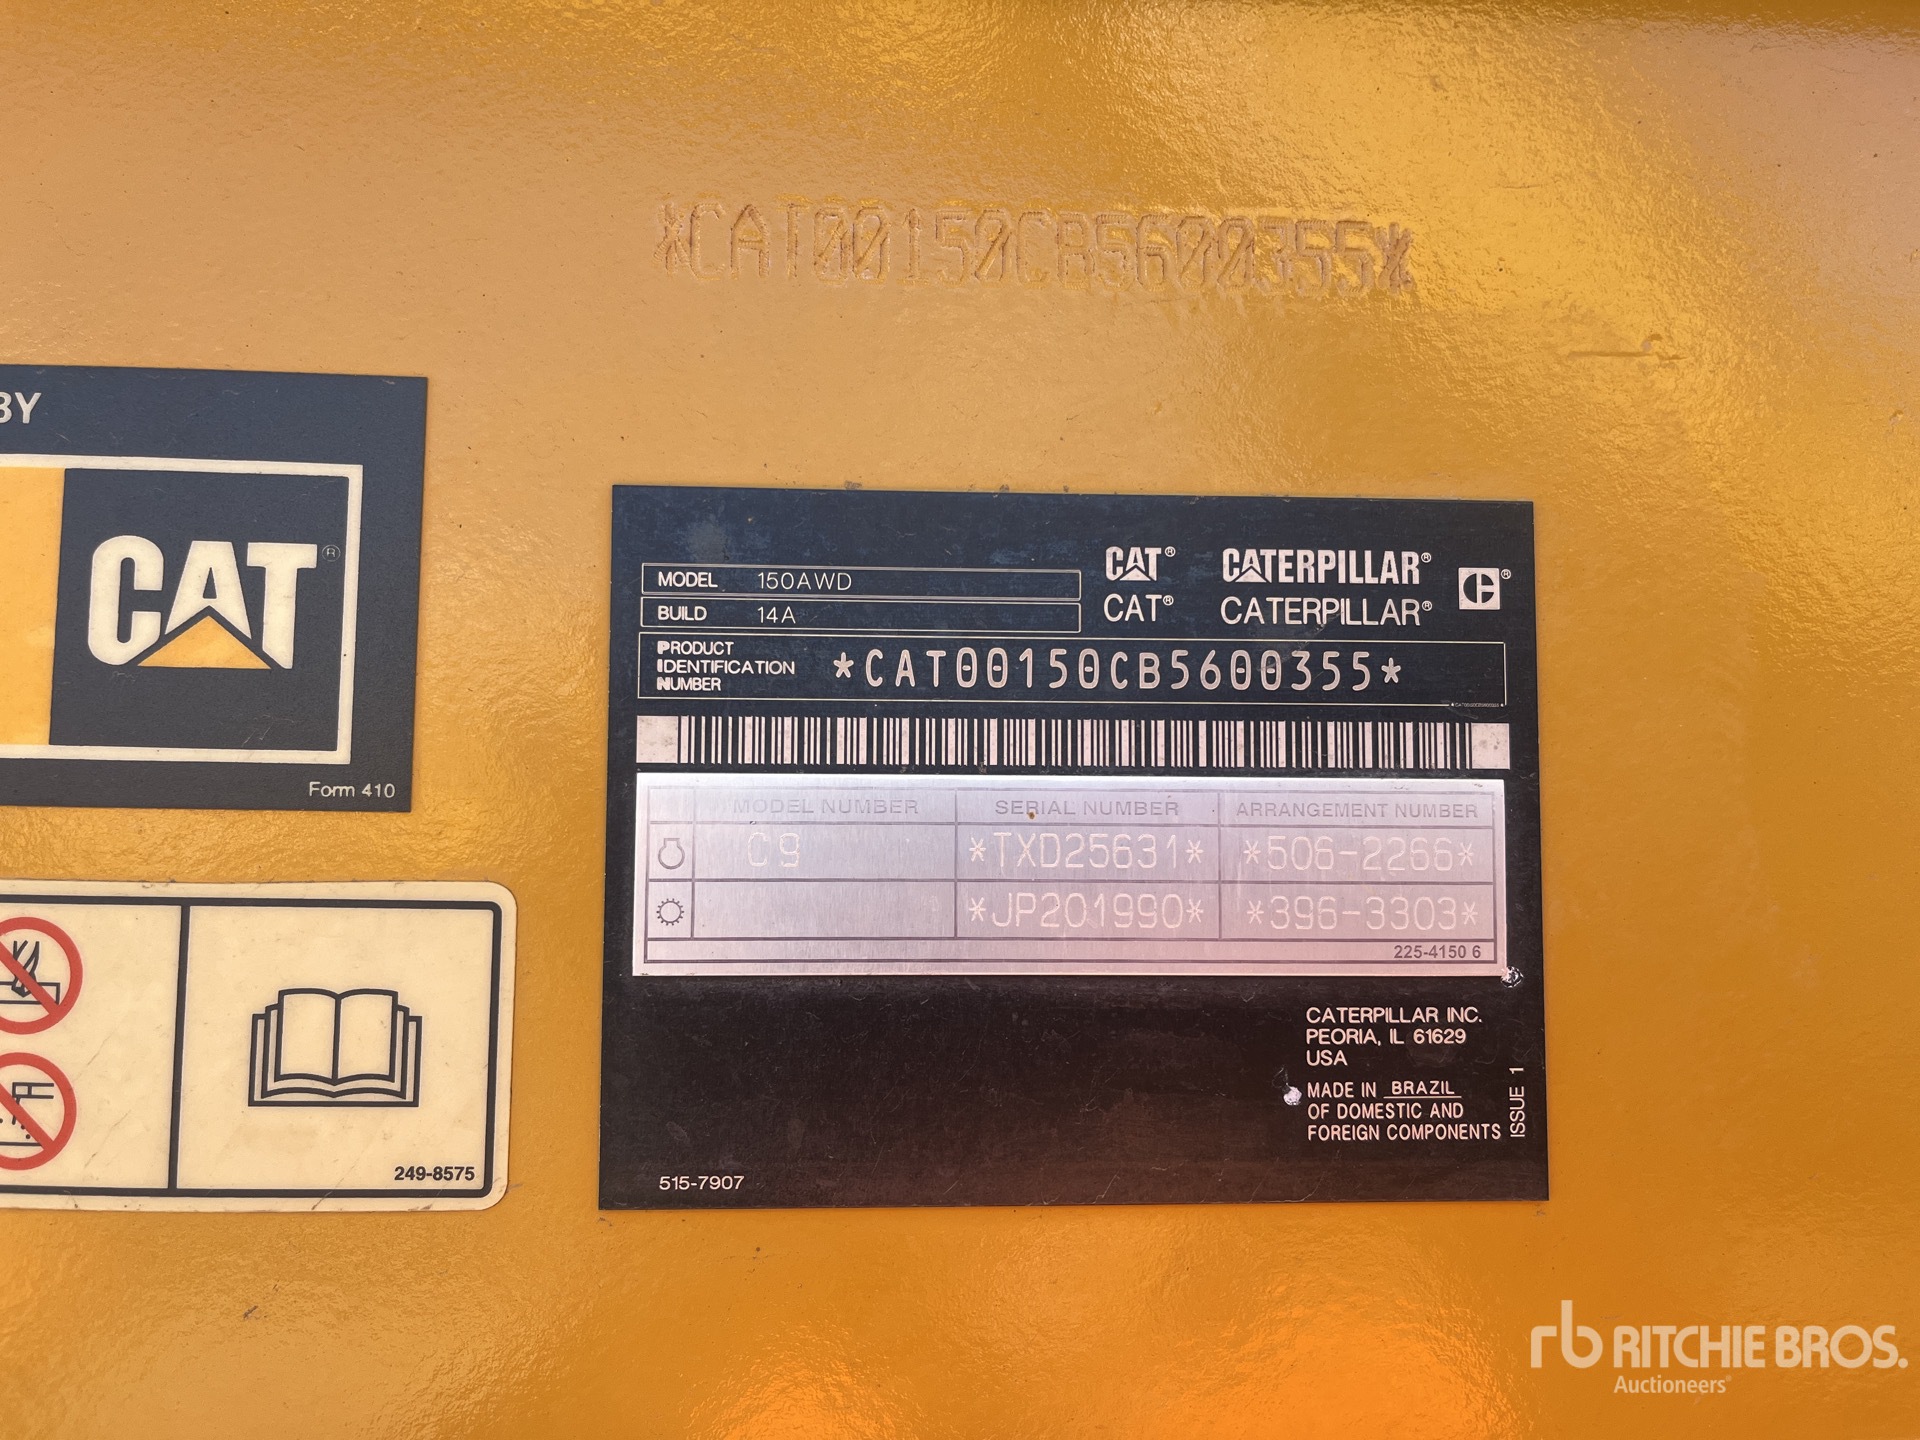 *CAT00150CB5600355*
BY
CAT®
Form 410
CAT® CATERPILLAR®
CAT® CATERPILLAR® ®
MODEL 150AWD
BUILD 14A
PRODUCT
IDENTIFICATION
NUMBER
*CAT00150CB5600355*
MODEL NUMBER SERIAL NUMBER ARRANGEMENT NUMBER
C9 *TXD25631* *506-2266*
*JP201990* *396-3303*
225-4150 6
CATERPILLAR INC.
PEORIA, IL 61629
USA
MADE IN BRAZIL
OF DOMESTIC AND
FOREIGN COMPONENTS
ISSUE 1
515-7907
249-8575
rb RITCHIE BROS.
Auctioneers